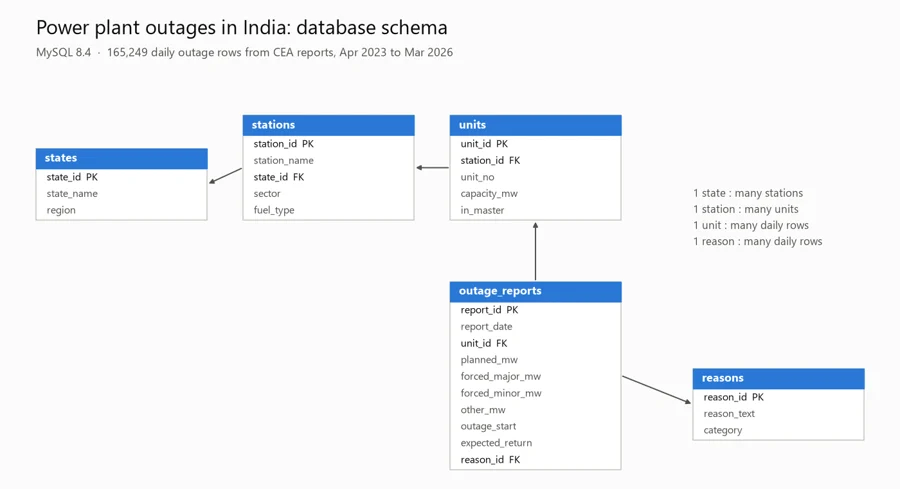 Power plant outages in India: database schema
MySQL 8.4 · 165,249 daily outage rows from CEA reports, Apr 2023 to Mar 2026
states
state_id PK
state_name
region
stations
station_id PK
station_name
state_id FK
sector
fuel_type
units
unit_id PK
station_id FK
unit_no
capacity_mw
in_master
1 state : many stations
1 station : many units
1 unit : many daily rows
1 reason : many daily rows
outage_reports
report_id PK
report_date
unit_id FK
planned_mw
forced_major_mw
forced_minor_mw
other_mw
outage_start
expected_return
reason_id FK
reasons
reason_id PK
reason_text
category